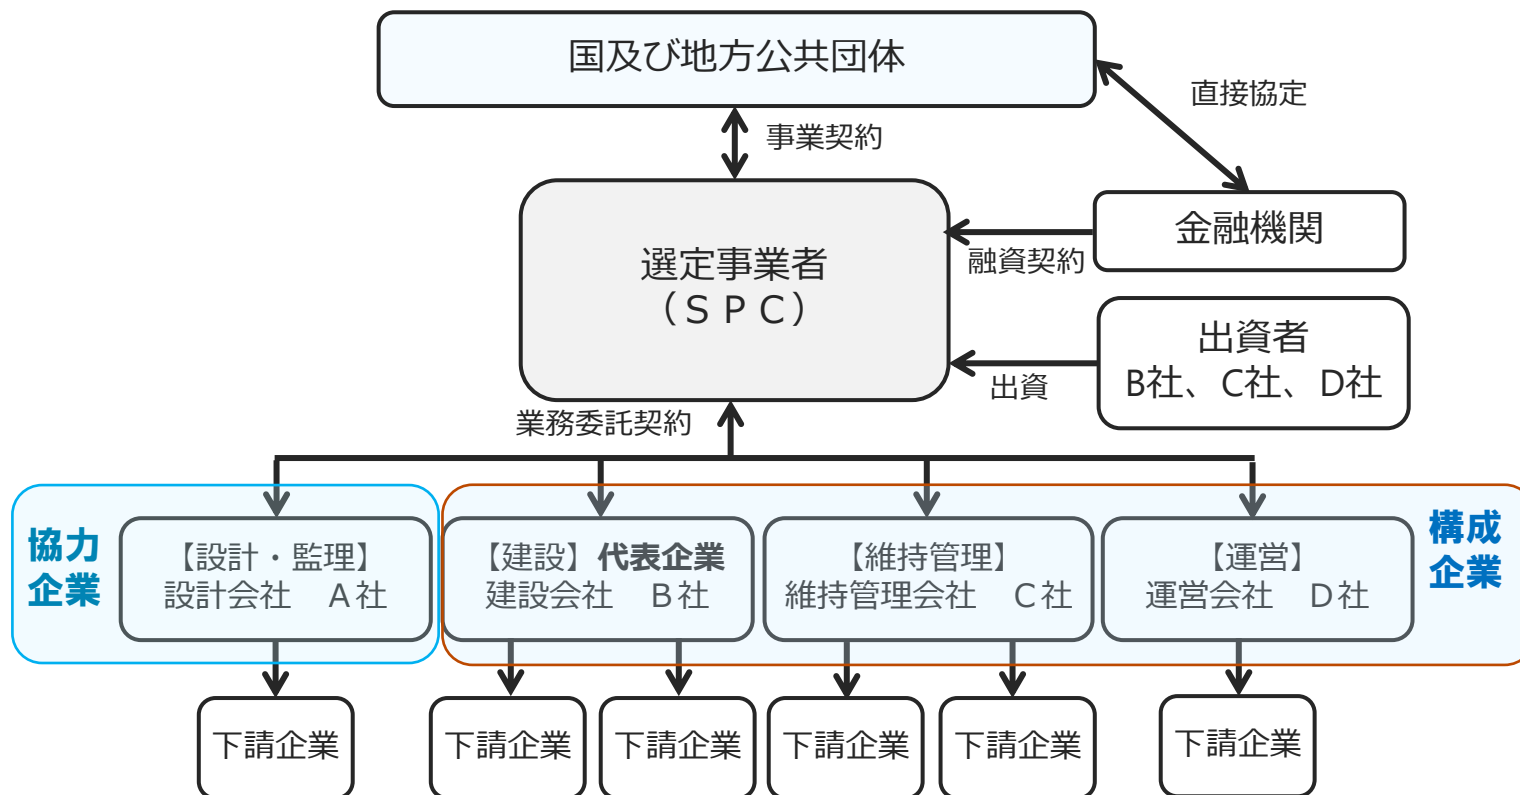 国及び地方公共団体
直接協定
事業契約
金融機関
選定事業者
（ＳＰＣ）
融資契約
出資者
B社、C社、D社
出資
業務委託契約
協力
企業
【設計・監理】
設計会社　Ａ社
【建設】代表企業
建設会社　Ｂ社
【維持管理】
維持管理会社　Ｃ社
【運営】
運営会社　Ｄ社
構成
企業
下請企業
下請企業
下請企業
下請企業
下請企業
下請企業